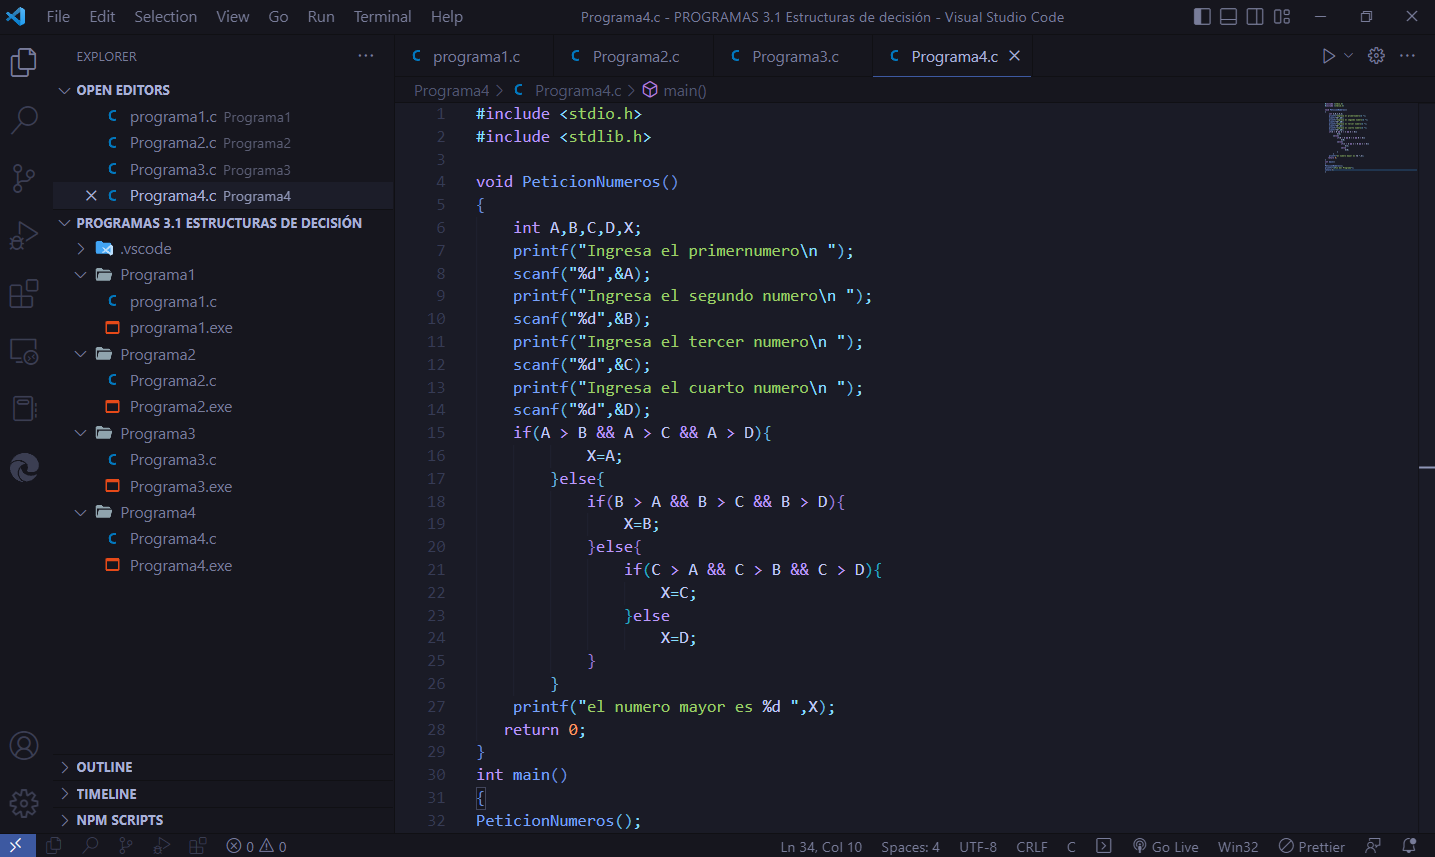 File Edit Selection View Go Run Terminal Help Programa4.c - PROGRAMAS 3.1 Estructuras de decisión - Visual Studio Code
EXPLORER
OPEN EDITORS
programa1.c Programa1
Programa2.c Programa2
Programa3.c Programa3
Programa4.c Programa4
PROGRAMAS 3.1 ESTRUCTURAS DE DECISIÓN
.vscode
Programa1
programa1.c
programa1.exe
Programa2
Programa2.c
Programa2.exe
Programa3
Programa3.c
Programa3.exe
Programa4
Programa4.c
Programa4.exe
OUTLINE
TIMELINE
NPM SCRIPTS
programa1.c Programa2.c Programa3.c Programa4.c
Programa4 > C Programa4.c > main()
1 #include <stdio.h>
2 #include <stdlib.h>
3
4 void PeticionNumeros()
5 {
6 int A,B,C,D,X;
7 printf("Ingresa el primernumero\n ");
8 scanf("%d",&A);
9 printf("Ingresa el segundo numero\n ");
10 scanf("%d",&B);
11 printf("Ingresa el tercer numero\n ");
12 scanf("%d",&C);
13 printf("Ingresa el cuarto numero\n ");
14 scanf("%d",&D);
15 if(A > B && A > C && A > D){
16 X=A;
17 }else{
18 if(B > A && B > C && B > D){
19 X=B;
20 }else{
21 if(C > A && C > B && C > D){
22 X=C;
23 }else
24 X=D;
25 }
26 }
27 printf("el numero mayor es %d ",X);
28 return 0;
29 }
30 int main()
31 {
32 PeticionNumeros();
0 0 Ln 34, Col 10 Spaces: 4 UTF-8 CRLF C Go Live Win32 Prettier